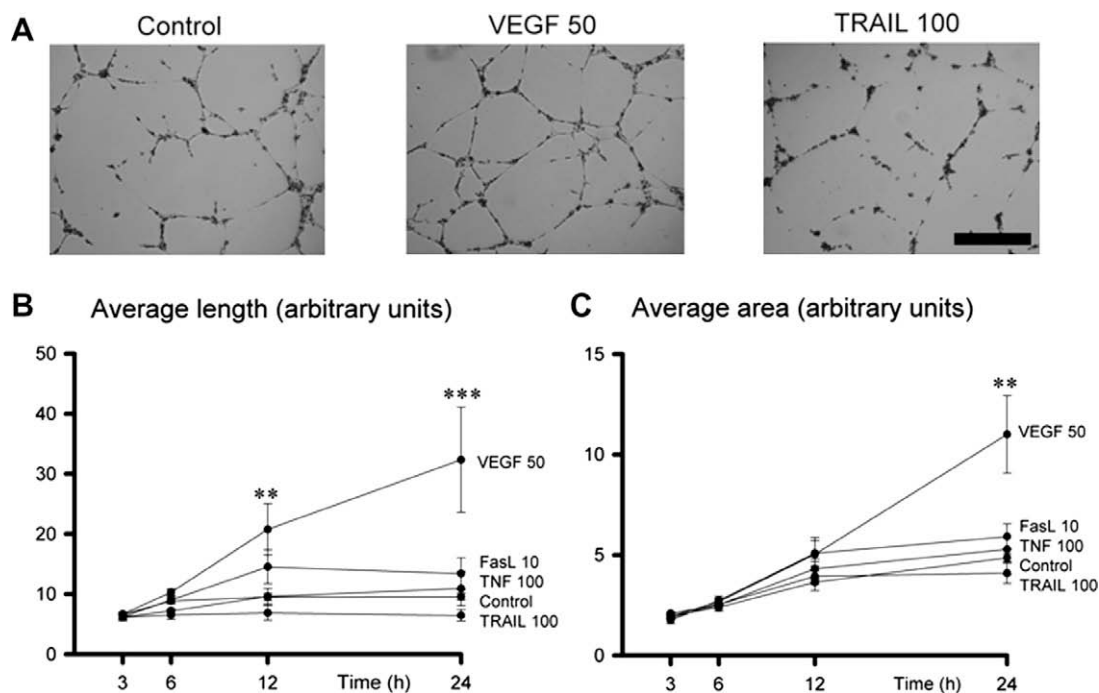 A
Control
VEGF 50
TRAIL 100
B Average length (arbitrary units)
50
40
30
20
10
0
**
***
VEGF 50
FasL 10
TNF 100
Control
TRAIL 100
3 6 12 Time (h) 24
C Average area (arbitrary units)
15
10
5
0
**
VEGF 50
FasL 10
TNF 100
Control
TRAIL 100
3 6 12 Time (h) 24